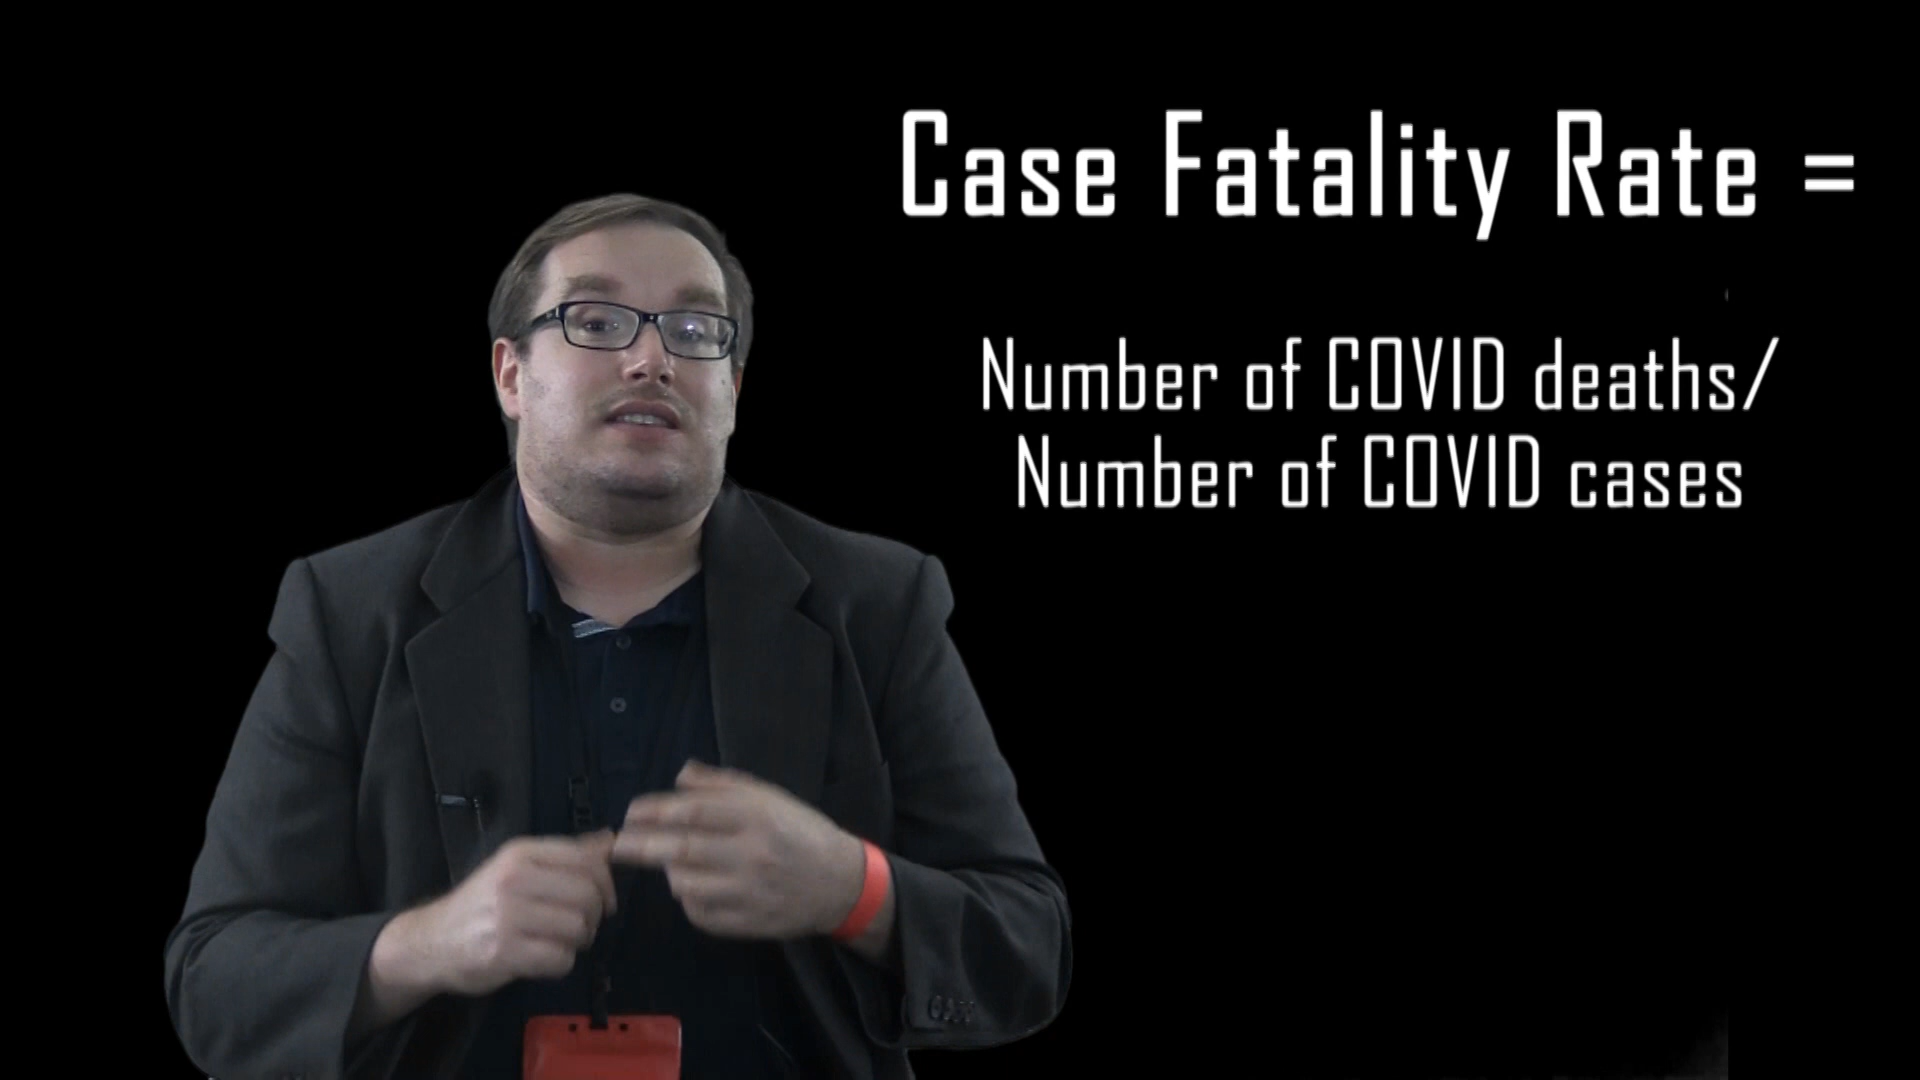 Case Fatality Rate =
Number of COVID deaths/
Number of COVID cases